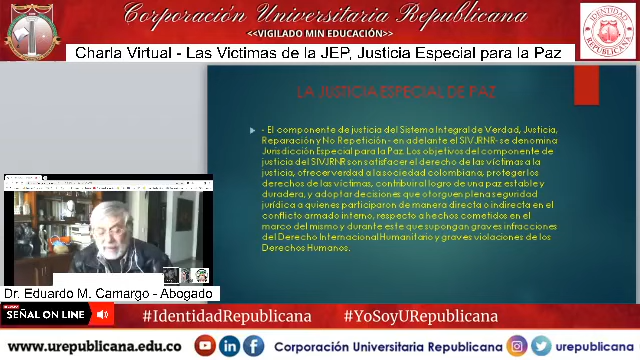 Corporación Universitaria Republicana
<<VIGILADO MIN EDUCACIÓN>>
Charla Virtual - Las Victimas de la JEP, Justicia Especial para la Paz
IDENTIDAD
REPUBLICANA
LA JUSTICIA ESPECIAL DE PAZ
- El componente de justicia del Sistema Integral de Verdad, Justicia,
Reparación y No Repetición - en adelante el SIVJRNR- se denomina
Jurisdicción Especial para la Paz. Los objetivos del componente de
justicia del SIVJRNR son satisfacer el derecho de las víctimas a la
justicia, ofrecer verdad a la sociedad colombiana, proteger los
derechos de las víctimas, contribuir al logro de una paz estable y
duradera, y adoptar decisiones que otorguen plena seguridad
jurídica a quienes participaron de manera directa o indirecta en el
conflicto armado interno, respecto a hechos cometidos en el
marco del mismo y durante este que supongan graves infracciones
del Derecho Internacional Humanitario y graves violaciones de los
Derechos Humanos.
Dr. Eduardo M. Camargo - Abogado
SEÑAL ON LINE
#IdentidadRepublicana
#YoSoyURepublicana
www.urepublicana.edu.co
Corporación Universitaria Republicana
urepublicana